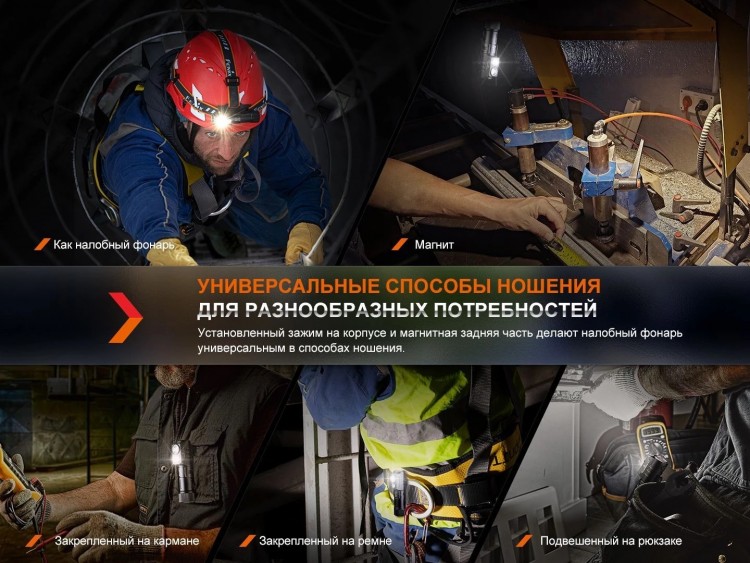 Как налобный фонарь
Магнит
УНИВЕРСАЛЬНЫЕ СПОСОБЫ НОШЕНИЯ
ДЛЯ РАЗНООБРАЗНЫХ ПОТРЕБНОСТЕЙ
Установленный зажим на корпусе и магнитная задняя часть делают налобный фонарь
универсальным в способах ношения.
Закрепленный на кармане
Закрепленный на ремне
Подвешенный на рюкзаке